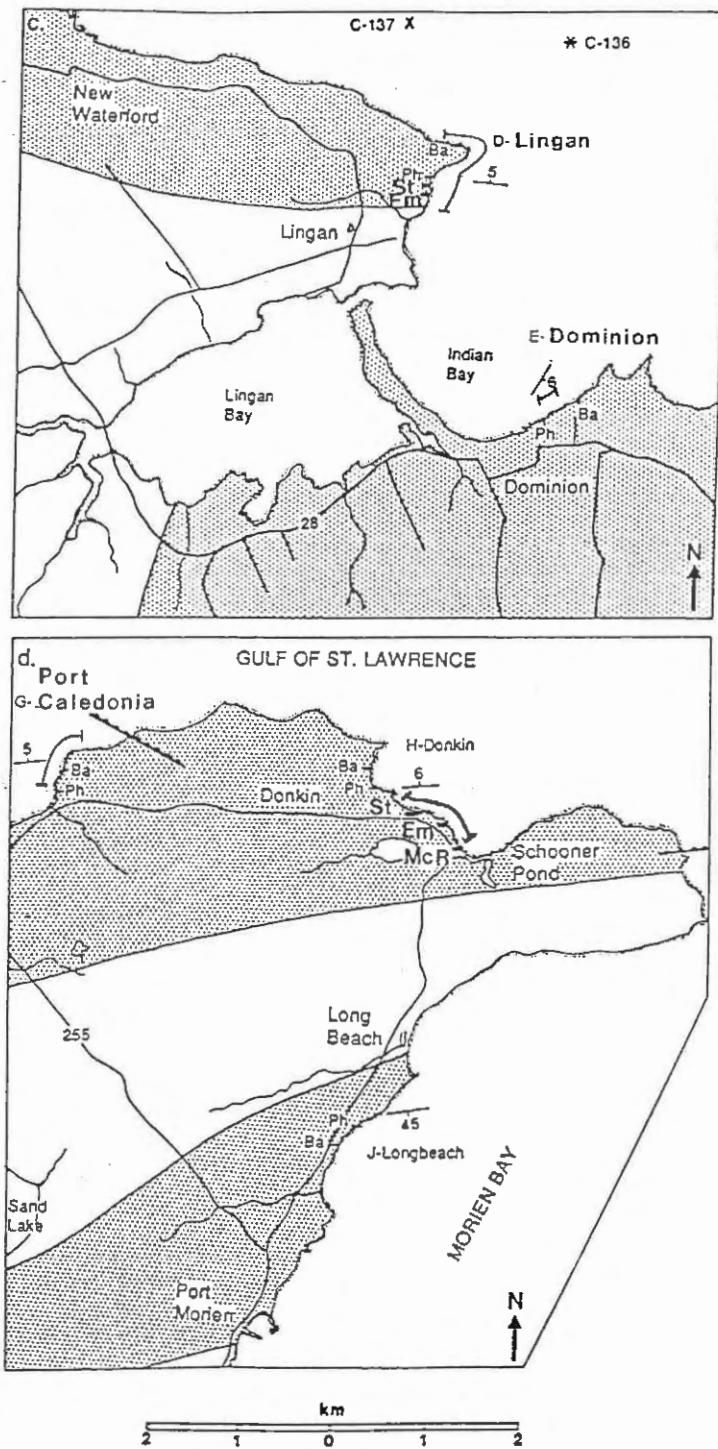 c.
C-137 X
* C-136
New
Waterford
Ba
D- Lingan
Ph
St
Em
5
Lingan
E- Dominion
Indian
Bay
6
Lingan
Bay
Ba
Ph
Dominion
28
N
d.
GULF OF ST. LAWRENCE
Port
G- Caledonia
5
H-Donkin
Ba
Ba
6
Ph
Ph
Donkin
St
Em
McR
Schooner
Pond
Long
Beach
255
Ph
45
Ba
J-Longbeach
Sand
Lake
MORIEN BAY
Port
Morien
N
km
2 1 0 1 2